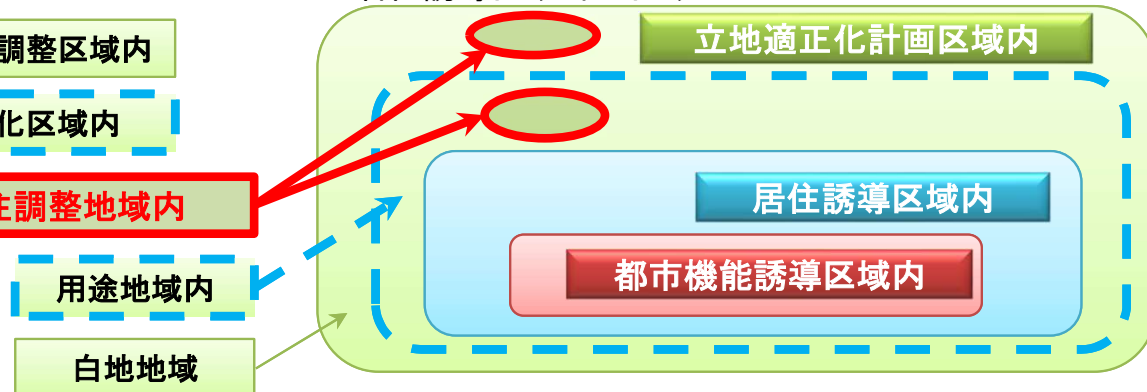 調整区域内
立地適正化計画区域内
化区域内
住調整地域内
居住誘導区域内
用途地域内
都市機能誘導区域内
白地地域